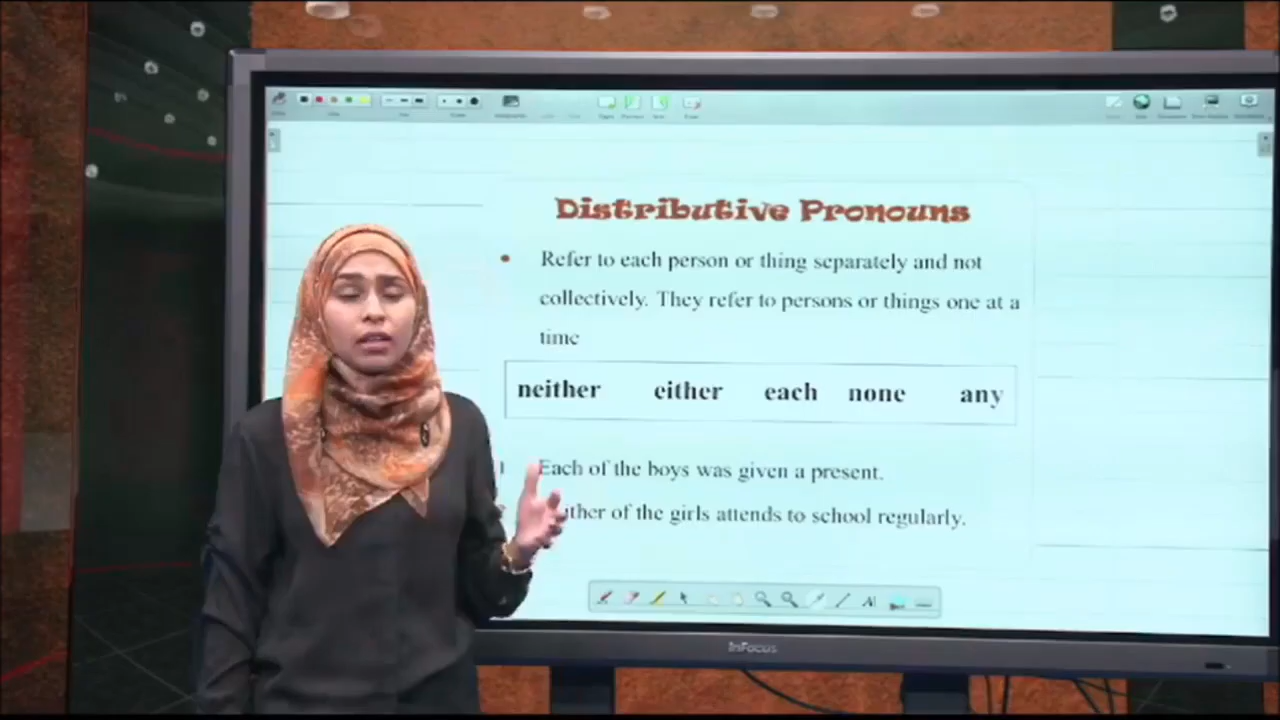 Distributive Pronouns
Refer to each person or thing separately and not
collectively. They refer to persons or things one at a
time
neither either each none any
1 Each of the boys was given a present.
of the girls attends to school regularly.
InFocus